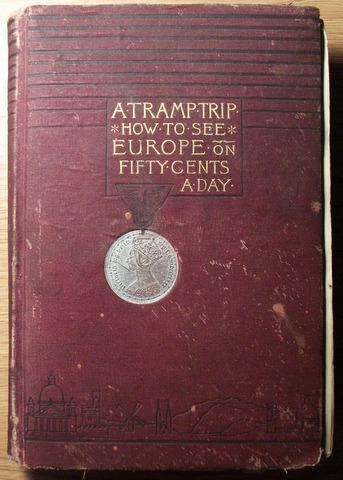 A·TRAMP·TRIP·
*HOW·TO·SEE*
EUROPE·ON
FIFTY·CENTS
A·DAY·